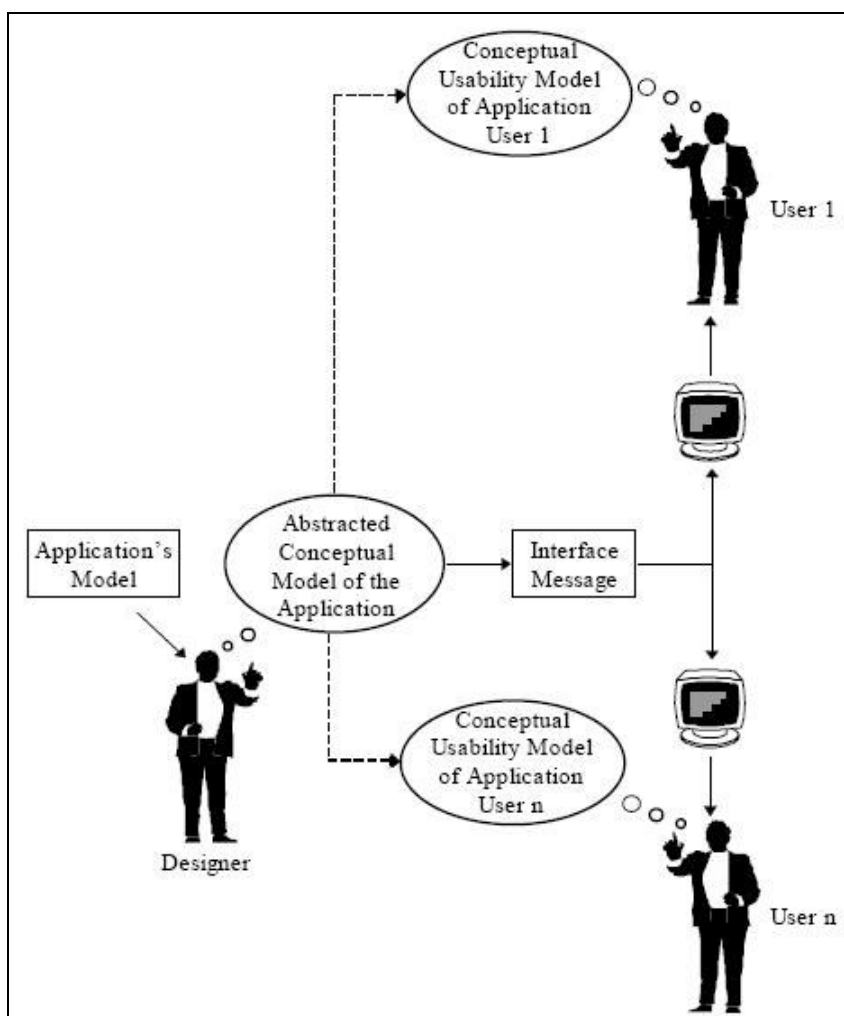 Conceptual
Usability Model
of Application
User 1
User 1
Application's
Model
Abstracted
Conceptual
Model of the
Application
Interface
Message
Conceptual
Usability Model
of Application
User n
Designer
User n